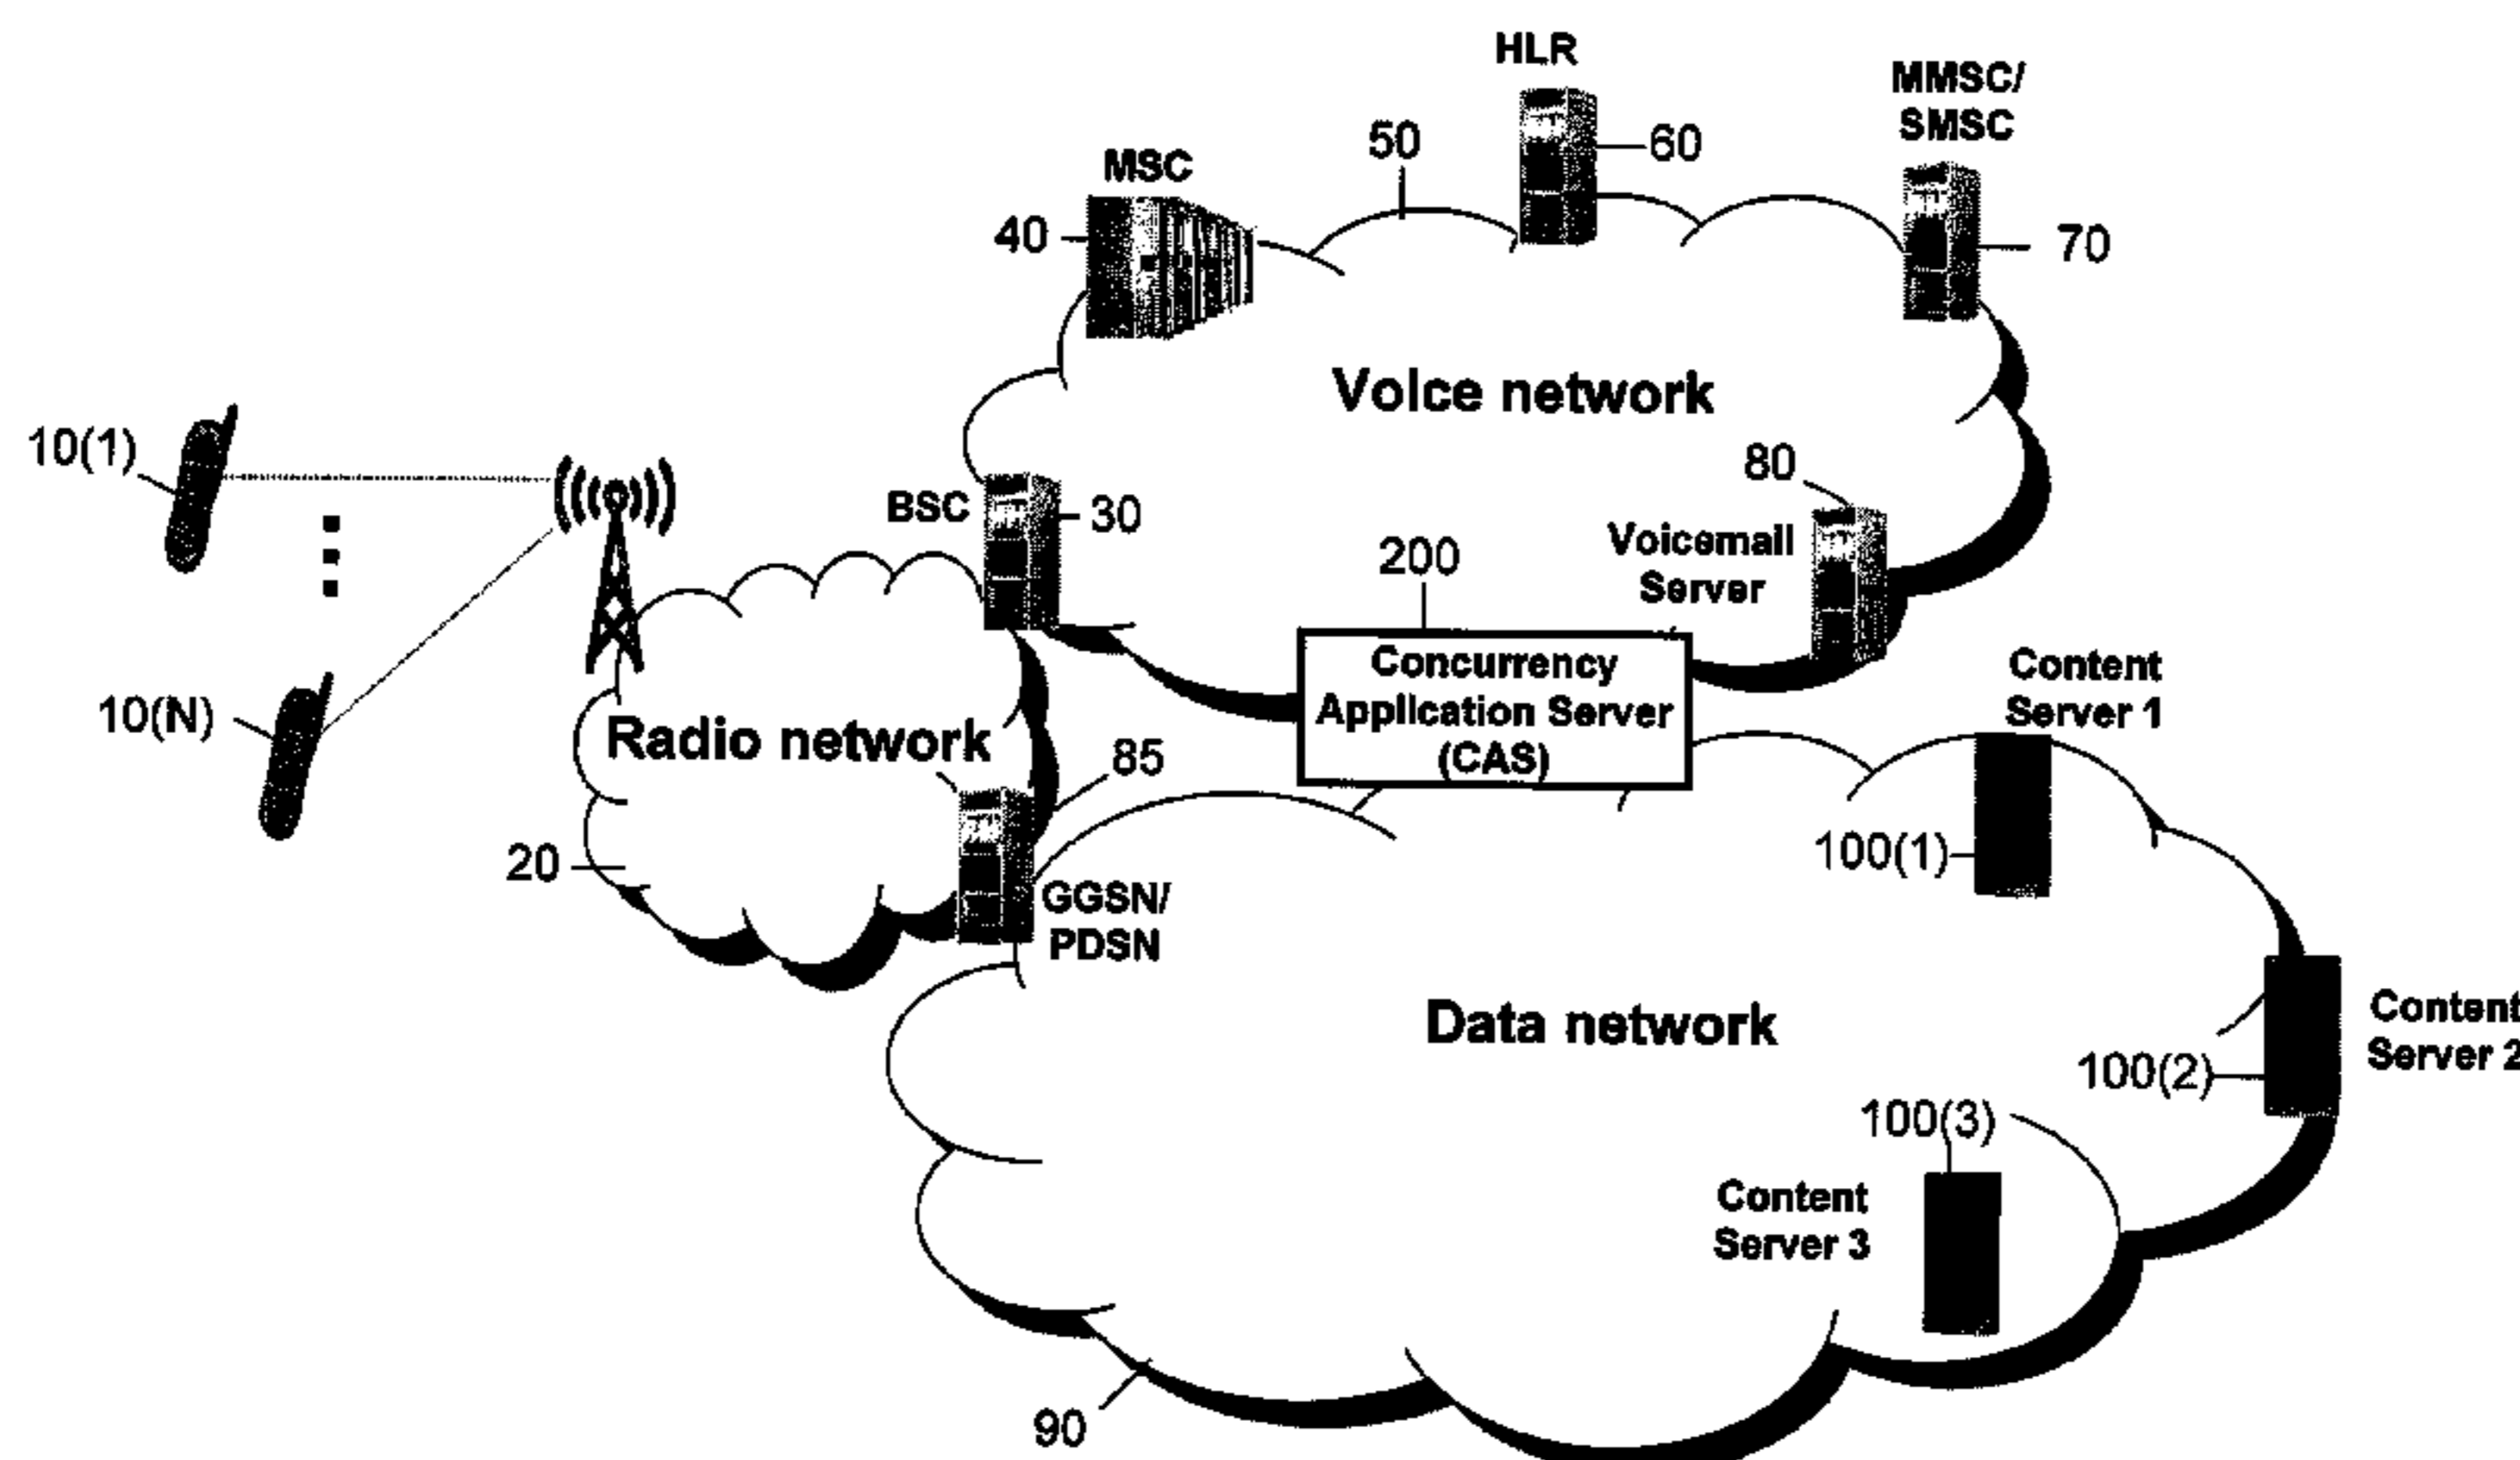 HLR
MMSC/
SMSC
50
60
MSC
40
70
Voice network
10(1)
80
BSC
30
Voicemail
Server
200
Concurrency
Application Server
(CAS)
Content
Server 1
10(N)
Radio network
85
100(1)
20
GGSN/
PDSN
Data network
Content
Server 2
100(2)
100(3)
Content
Server 3
90